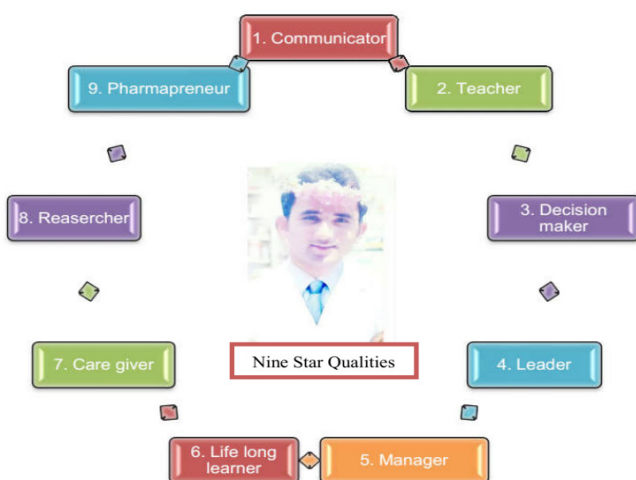 1. Communicator
2. Teacher
3. Decision
maker
4. Leader
5. Manager
6. Life long
learner
7. Care giver
8. Reasercher
9. Pharmapreneur
Nine Star Qualities